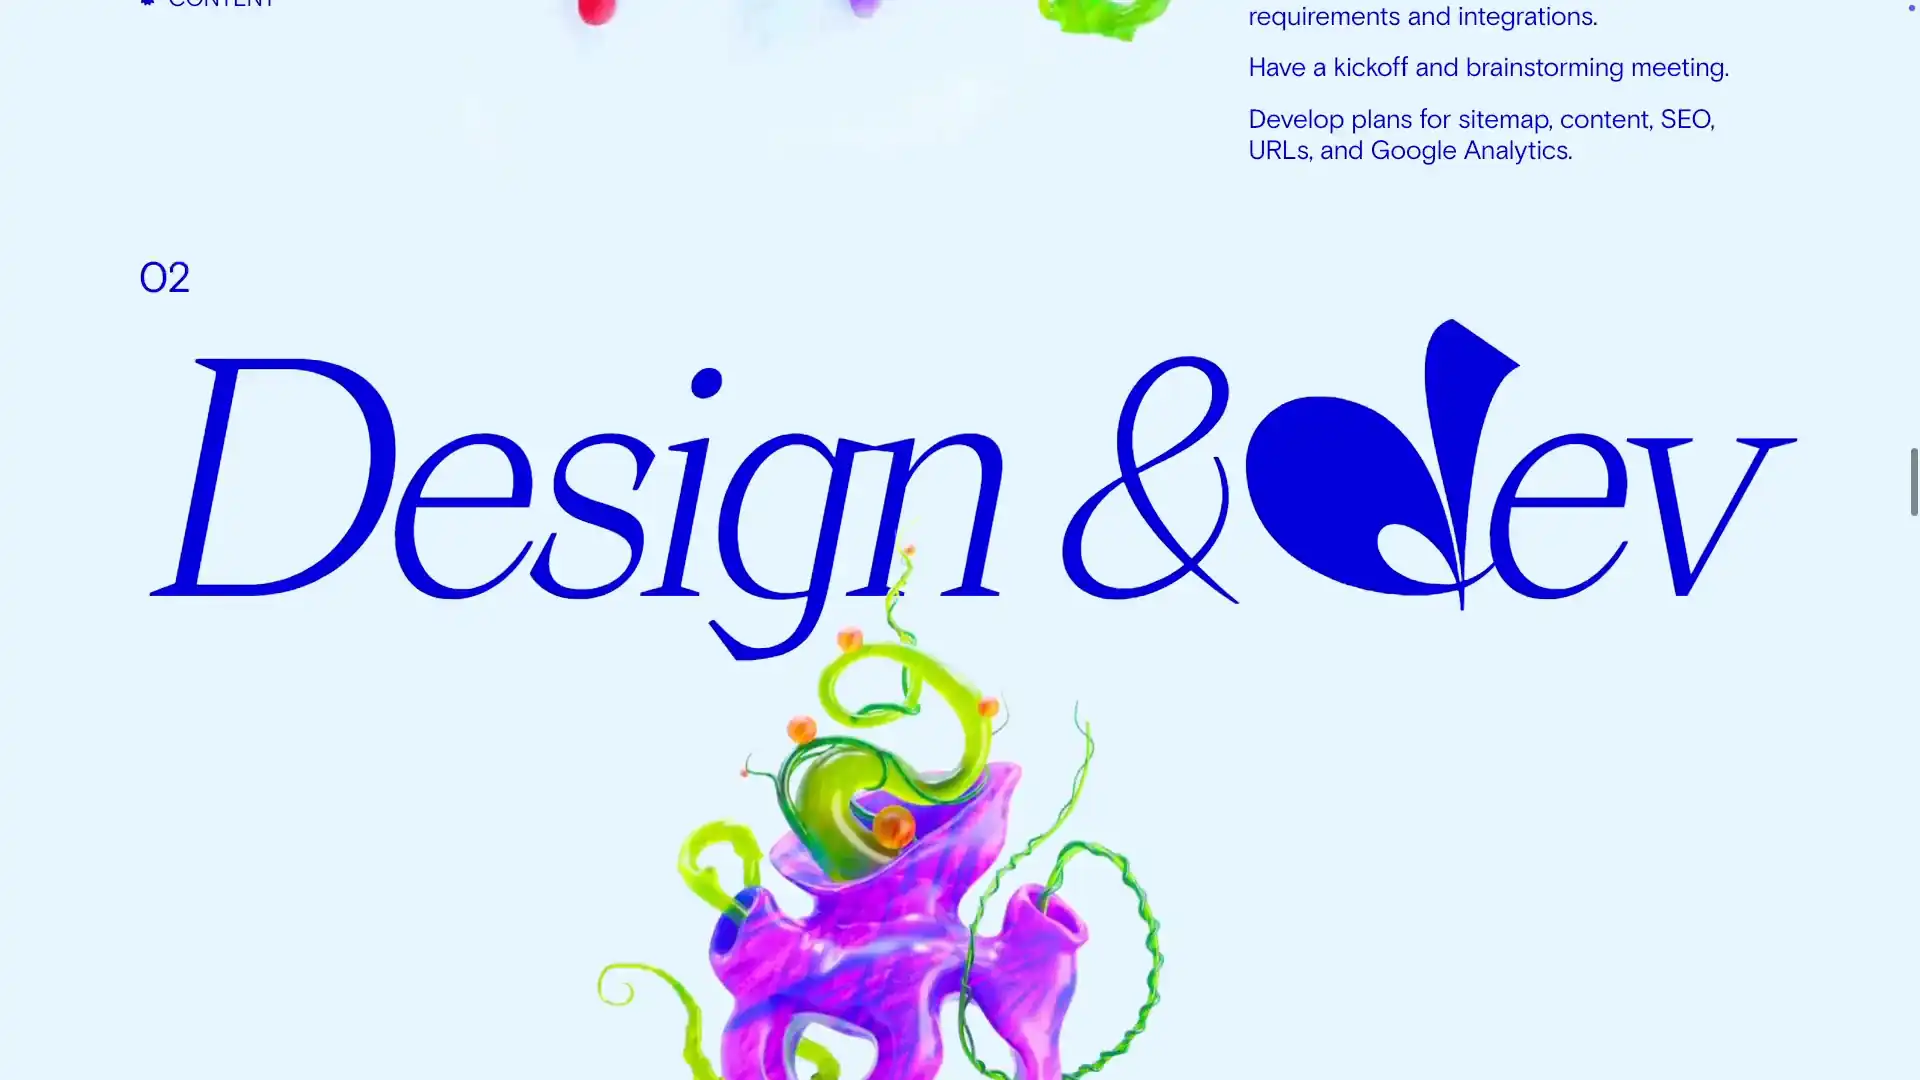 CONTENT
requirements and integrations.
Have a kickoff and brainstorming meeting.
Develop plans for sitemap, content, SEO,
URLs, and Google Analytics.
02
Design & dev